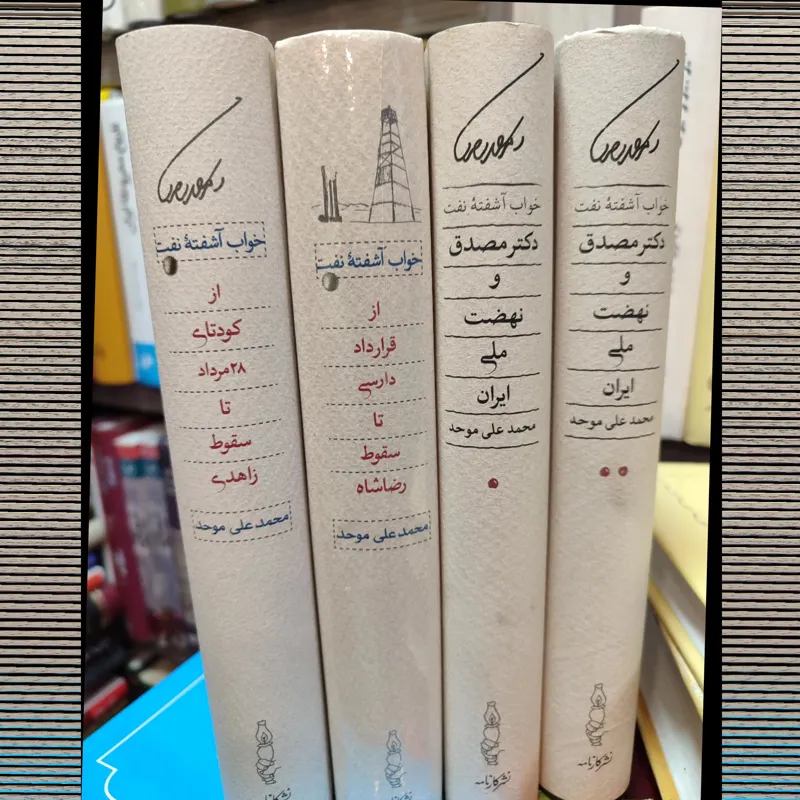 خواب آشفتهٔ نفت
دکتر مصدق
و
نهضت
ملی
ایران
محمد علی موحد
خواب آشفتهٔ نفت
دکتر مصدق
و
نهضت
ملی
ایران
محمد علی موحد
نشر کارنامه
خواب آشفتهٔ نفت
از
قرارداد
دارسی
تا
سقوط
رضاشاه
محمد علی موحد
خواب آشفتهٔ نفت
از
کودتای
۲۸ مرداد
تا
سقوط
زاهدی
محمد علی موحد